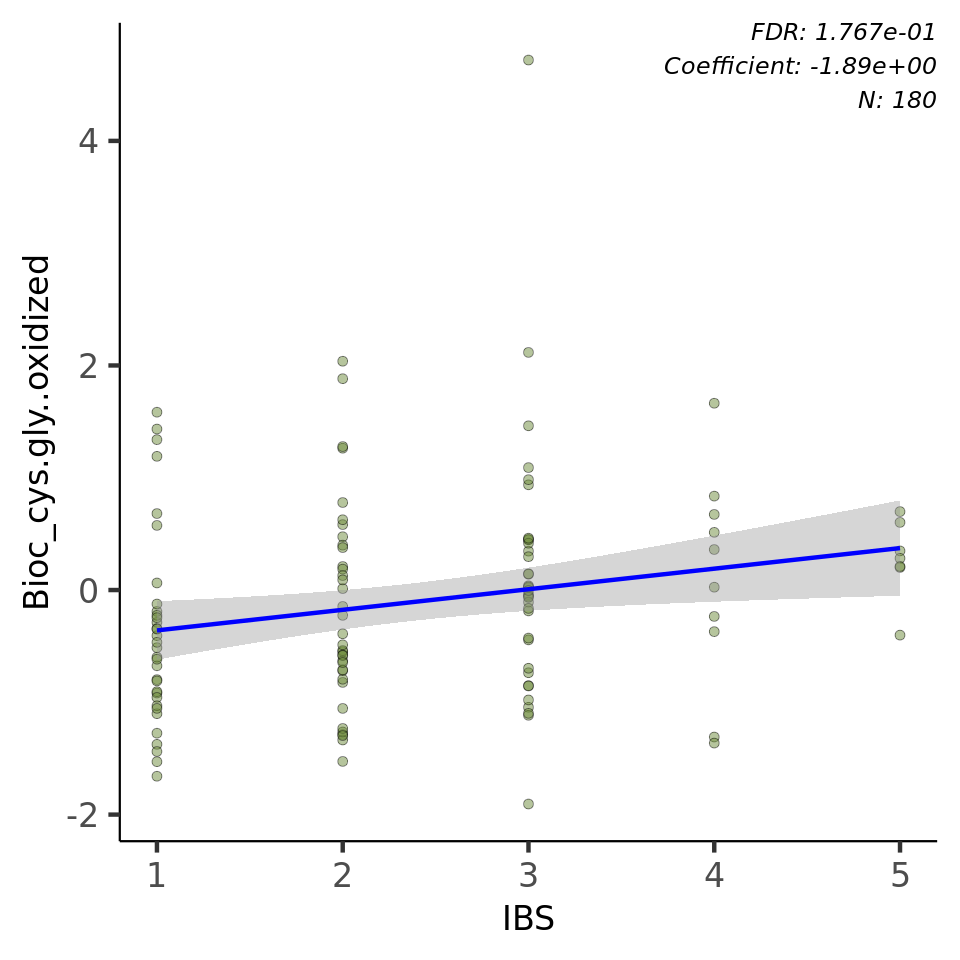 FDR: 1.767e-01
Coefficient: -1.89e+00
N: 180
4
2
0
-2
Bioc_cys.gly..oxidized
1 2 3 4 5
IBS